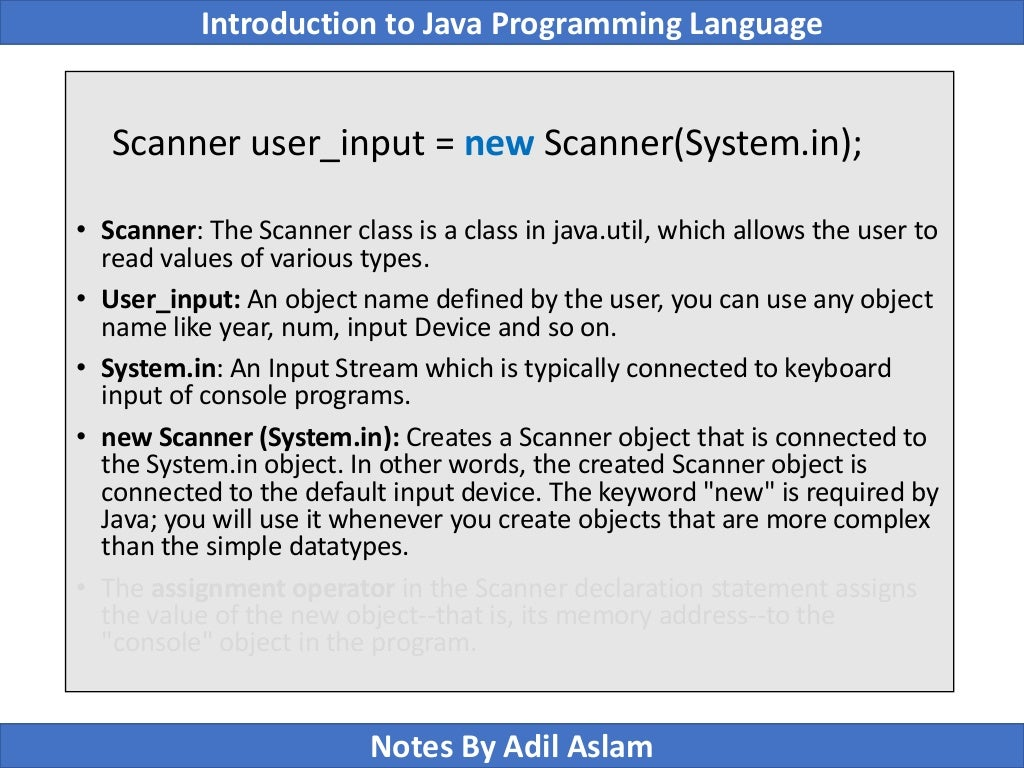 Introduction to Java Programming Language
Scanner user_input = new Scanner(System.in);
• Scanner: The Scanner class is a class in java.util, which allows the user to
read values of various types.
• User_input: An object name defined by the user, you can use any object
name like year, num, input Device and so on.
• System.in: An Input Stream which is typically connected to keyboard
input of console programs.
• new Scanner (System.in): Creates a Scanner object that is connected to
the System.in object. In other words, the created Scanner object is
connected to the default input device. The keyword "new" is required by
Java; you will use it whenever you create objects that are more complex
than the simple datatypes.
• The assignment operator in the Scanner declaration statement assigns
the value of the new object--that is, its memory address--to the
"console" object in the program.
Notes By Adil Aslam